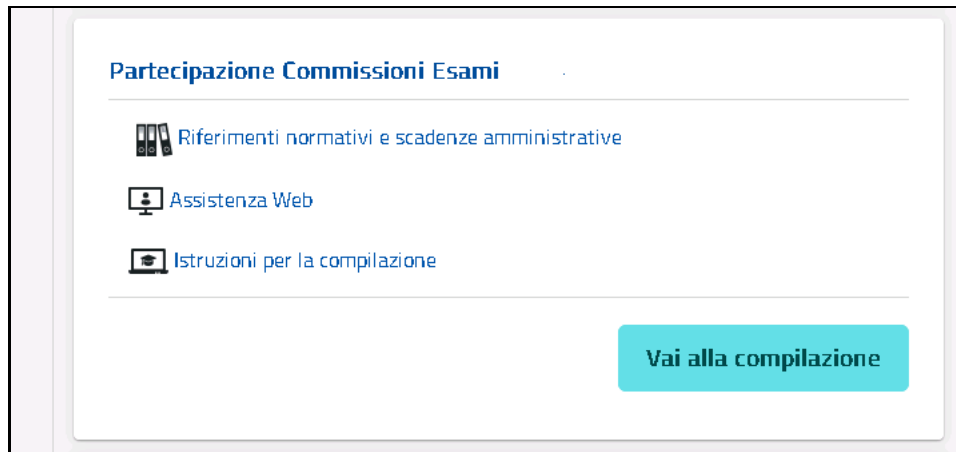 Partecipazione Commissioni Esami
Riferimenti normativi e scadenze amministrative
Assistenza Web
Istruzioni per la compilazione
Vai alla compilazione